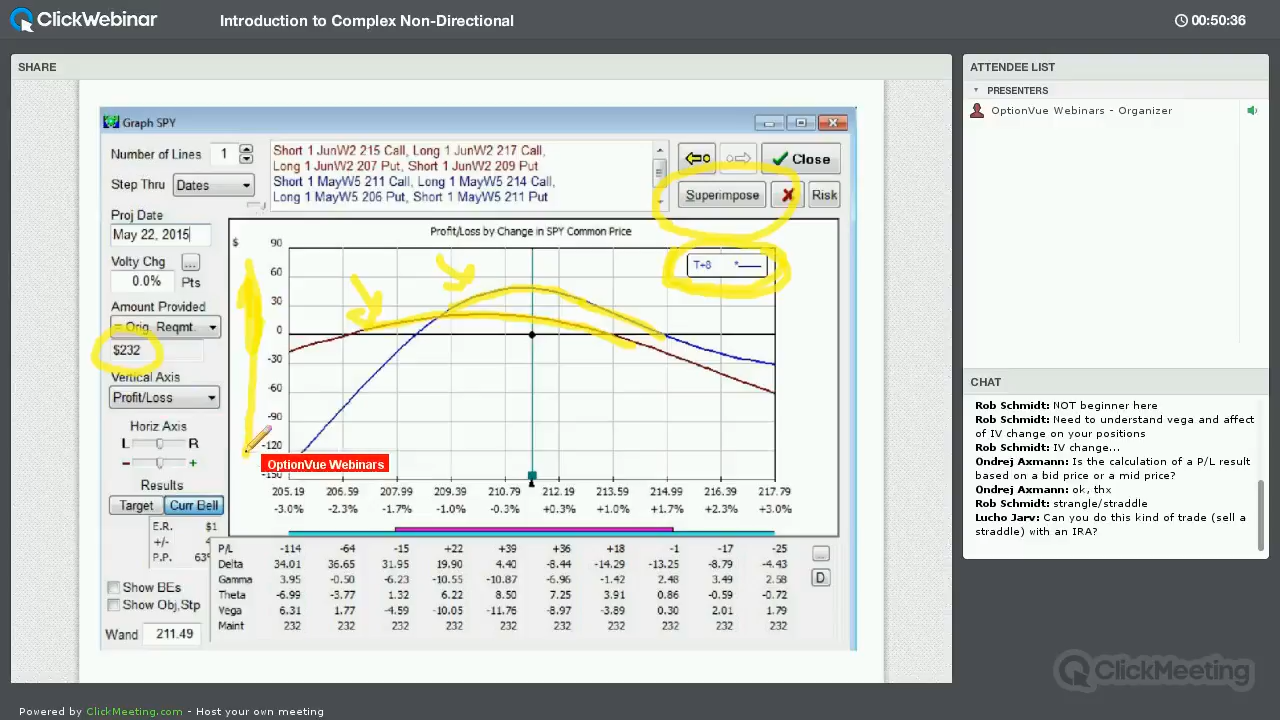 ClickWebinar
Introduction to Complex Non-Directional
00:50:36
SHARE
Graph SPY
Number of Lines 1
Step Thru Dates
Proj Date
May 22, 2015
Volty Chg ...
0.0% Pts
Amount Provided
= Orig. Reqmt.
$232
Vertical Axis
Profit/Loss
Horiz Axis
L R
- +
Results
Target Curr Bell
E.R. $1
+/-
P.P. 63%
Show BEs
Show Obj,Stp
Wand 211.49
Short 1 JunW2 215 Call, Long 1 JunW2 217 Call,
Long 1 JunW2 207 Put, Short 1 JunW2 209 Put
Short 1 MayW5 211 Call, Long 1 MayW5 214 Call,
Long 1 MayW5 206 Put, Short 1 MayW5 211 Put
Close
Superimpose X Risk
Profit/Loss by Change in SPY Common Price
$
90
60
30
0
-30
-60
-90
-120
-150
T+8 *
OptionVue Webinars
205.19 206.59 207.99 209.39 210.79 212.19 213.59 214.99 216.39 217.79
-3.0% -2.4% -1.7% -1.0% -0.3% +0.3% +1.0% +1.7% +2.3% +3.0%
P/L -114 -64 -15 +22 +39 +36 +18 -1 -17 -25
Delta 34.01 36.65 31.95 19.90 4.40 -8.44 -14.29 -13.25 -8.79 -4.43
Gamma 3.95 -0.50 -6.23 -10.55 -10.87 -6.96 -1.42 2.48 3.49 2.58
Theta -6.99 -3.77 1.32 6.22 8.50 7.25 3.91 0.86 -0.59 -0.72
Vega 6.31 1.77 -4.59 -10.05 -11.76 -8.97 -3.89 0.30 2.01 1.79
Maint 232 232 232 232 232 232 232 232 232 232
...
D
ATTENDEE LIST
PRESENTERS
OptionVue Webinars - Organizer
CHAT
Rob Schmidt: NOT beginner here
Rob Schmidt: Need to understand vega and affect
of IV change on your positions
Rob Schmidt: IV change...
Ondrej Axmann: Is the calculation of a P/L result
based on a bid price or a mid price?
Ondrej Axmann: ok, thx
Rob Schmidt: strangle/straddle
Lucho Jarv: Can you do this kind of trade (sell a
straddle) with an IRA?
ClickMeeting
Powered by ClickMeeting.com - Host your own meeting